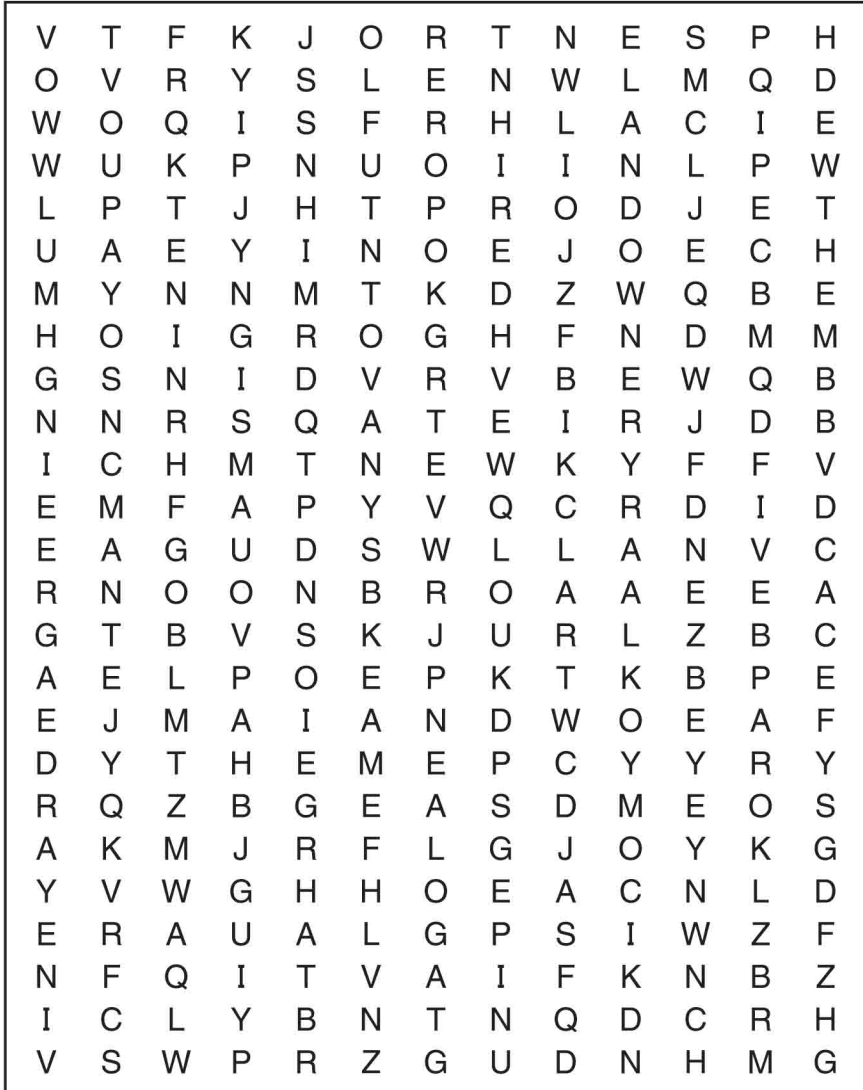 V T F K J O R T N E S P H
O V R Y S L E N W L M Q D
W O Q I S F R H L A C I E
W U K P N U O I I N L P W
L P T J H T P R O D J E T
U A E Y I N O E J O E C H
M Y N N M T K D Z W Q B E
H O I G R O G H F N D M M
G S N I D V R V B E W Q B
N N R S Q A T E I R J D B
I C H M T N E W K Y F F V
E M F A P Y V Q C R D I D
E A G U D S W L L A N V C
R N O O N B R O A A E E A
G T B V S K J U R L Z B C
A E L P O E P K T K B P E
E J M A I A N D W O E A F
D Y T H E M E P C Y Y R Y
R Q Z B G E A S D M E O S
A K M J R F L G J O Y K G
Y V W G H H O E A C N L D
E R A U A L G P S I W Z F
N F Q I T V A I F K N B Z
I C L Y B N T N Q D C R H
V S W P R Z G U D N H M G